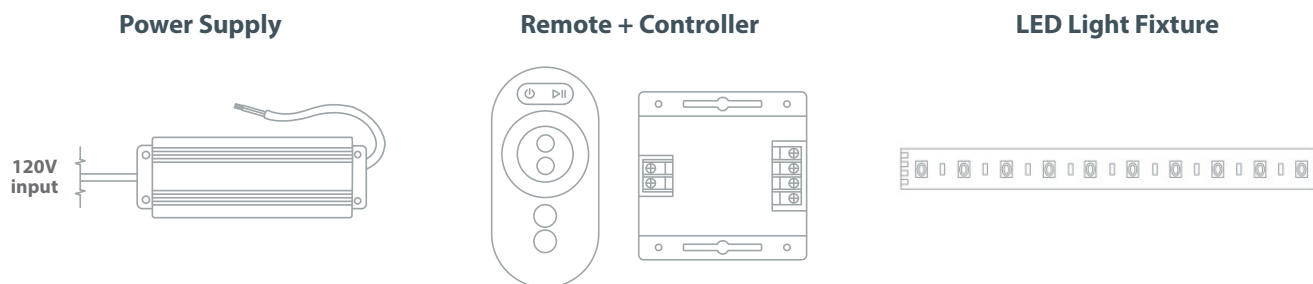 Power Supply
Remote + Controller
LED Light Fixture
120V
input